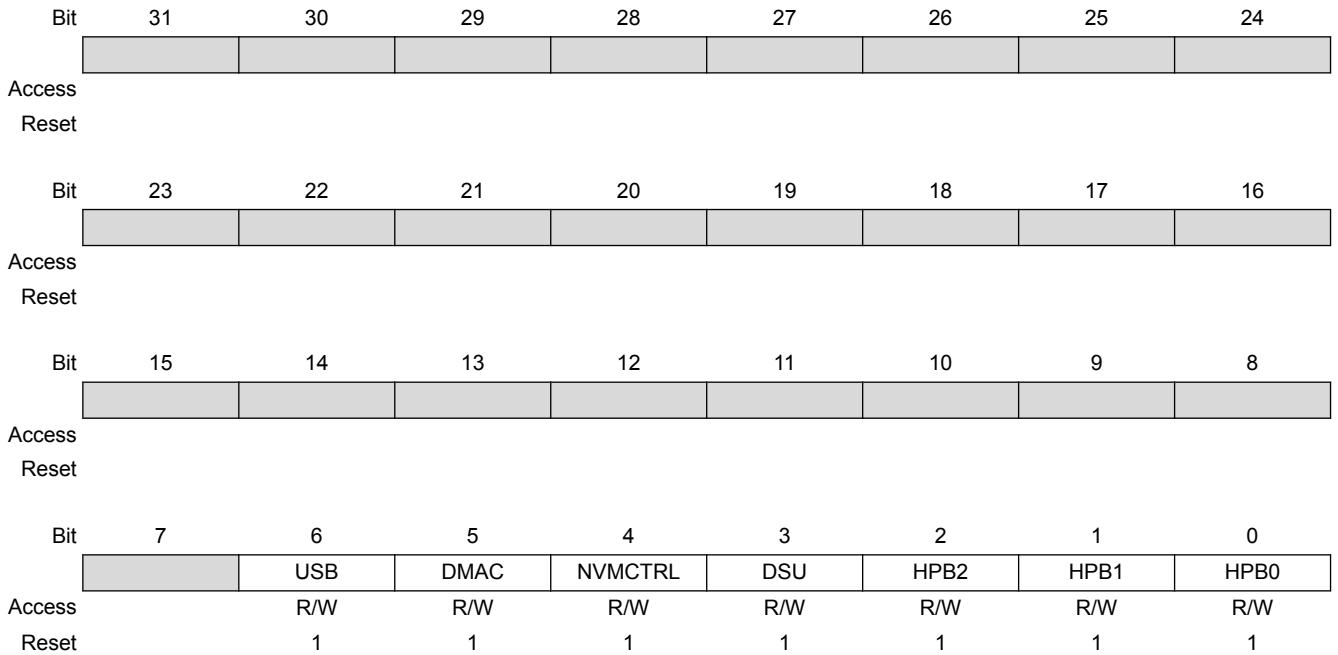 Bit 31 30 29 28 27 26 25 24
Access
Reset
Bit 23 22 21 20 19 18 17 16
Access
Reset
Bit 15 14 13 12 11 10 9 8
Access
Reset
Bit 7 6 5 4 3 2 1 0
USB DMAC NVMCTRL DSU HPB2 HPB1 HPB0
Access R/W R/W R/W R/W R/W R/W R/W
Reset 1 1 1 1 1 1 1